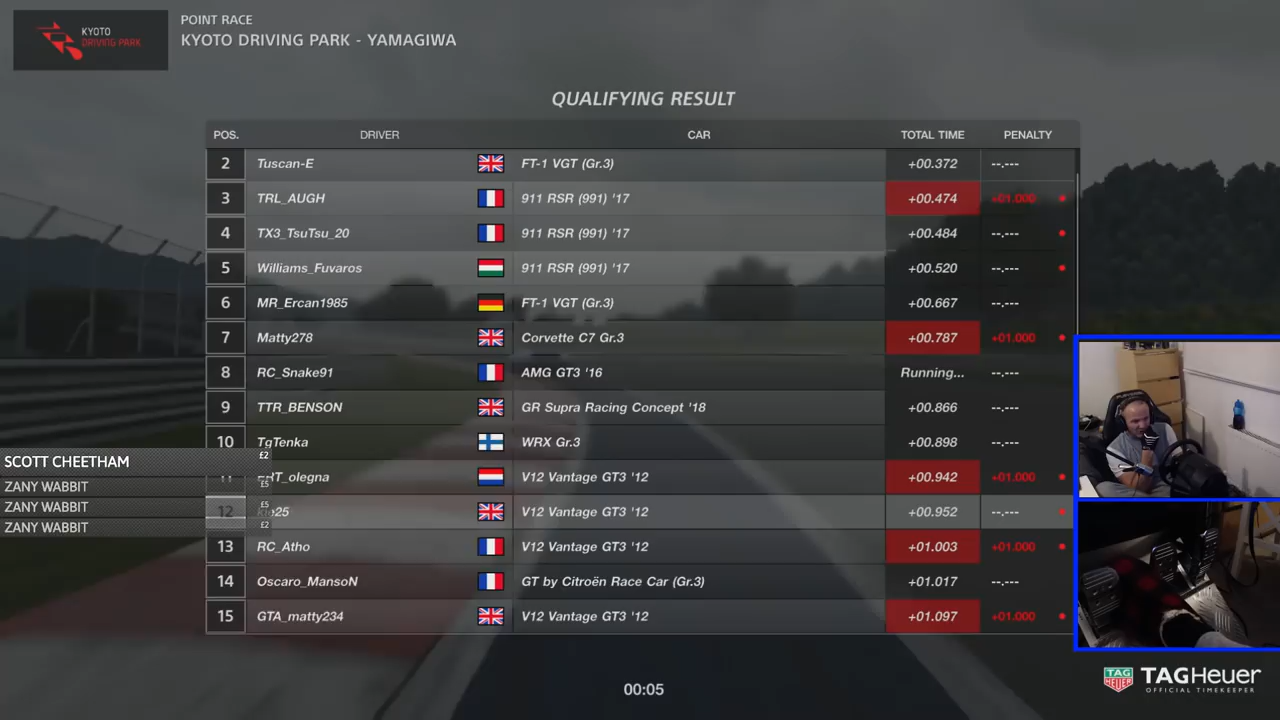 KYOTO
DRIVING PARK
POINT RACE
KYOTO DRIVING PARK - YAMAGIWA
QUALIFYING RESULT
POS. DRIVER CAR TOTAL TIME PENALTY
2 Tuscan-E FT-1 VGT (Gr.3) +00.372 --.---
3 TRL_AUGH 911 RSR (991) '17 +00.474 +01.000
4 TX3_TsuTsu_20 911 RSR (991) '17 +00.484 --.---
5 Williams_Fuvaros 911 RSR (991) '17 +00.520 --.---
6 MR_Ercan1985 FT-1 VGT (Gr.3) +00.667 --.---
7 Matty278 Corvette C7 Gr.3 +00.787 +01.000
8 RC_Snake91 AMG GT3 '16 Running... --.---
9 TTR_BENSON GR Supra Racing Concept '18 +00.866 --.---
10 TgTenka WRX Gr.3 +00.898 --.---
SCOTT CHEETHAM £2
11 V12 Vantage GT3 '12 +00.942 +01.000
ZANY WABBIT £5
ZANY WABBIT £5
12 V12 Vantage GT3 '12 +00.952 --.---
ZANY WABBIT £2
13 RC_Atho V12 Vantage GT3 '12 +01.003 +01.000
14 Oscaro_MansoN GT by Citroën Race Car (Gr.3) +01.017 --.---
15 GTA_matty234 V12 Vantage GT3 '12 +01.097 +01.000
00:05
TAG HEUER
TAGHeuer
OFFICIAL TIMEKEEPER